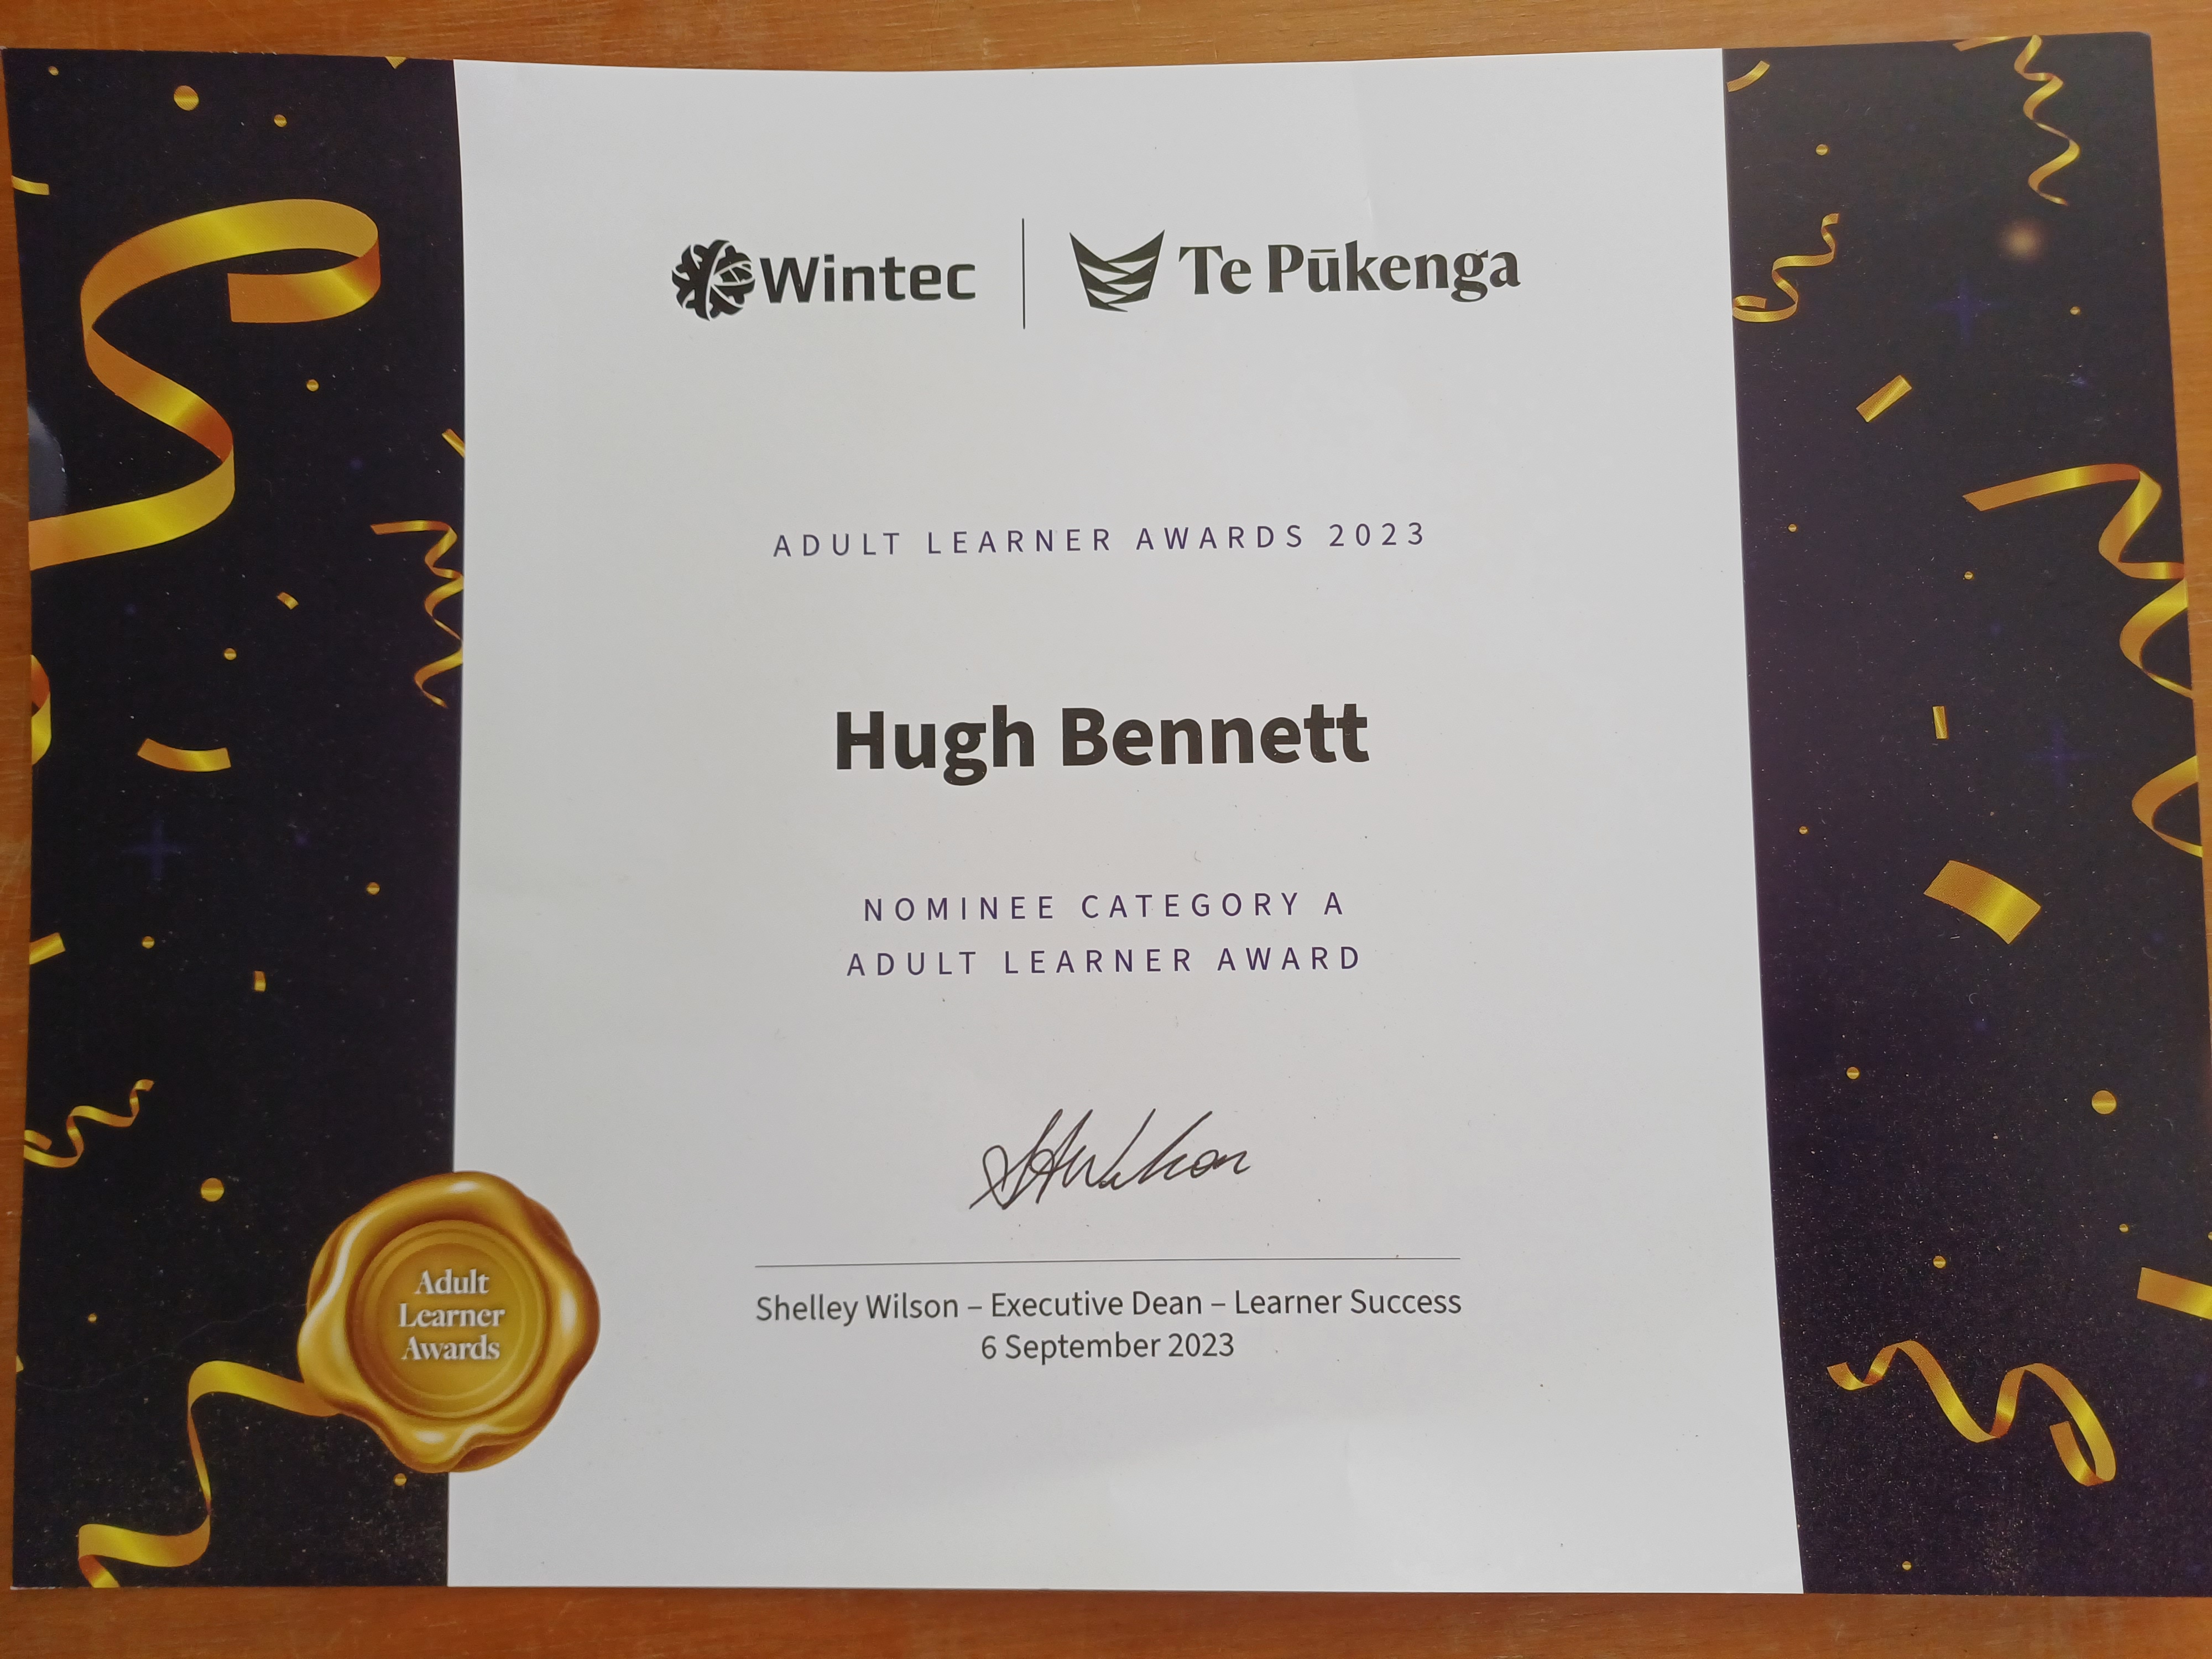 Wintec
Te Pūkenga
ADULT LEARNER AWARDS 2023
Hugh Bennett
NOMINEE CATEGORY A
ADULT LEARNER AWARD
SAWilson
Shelley Wilson – Executive Dean – Learner Success
6 September 2023
Adult
Learner
Awards